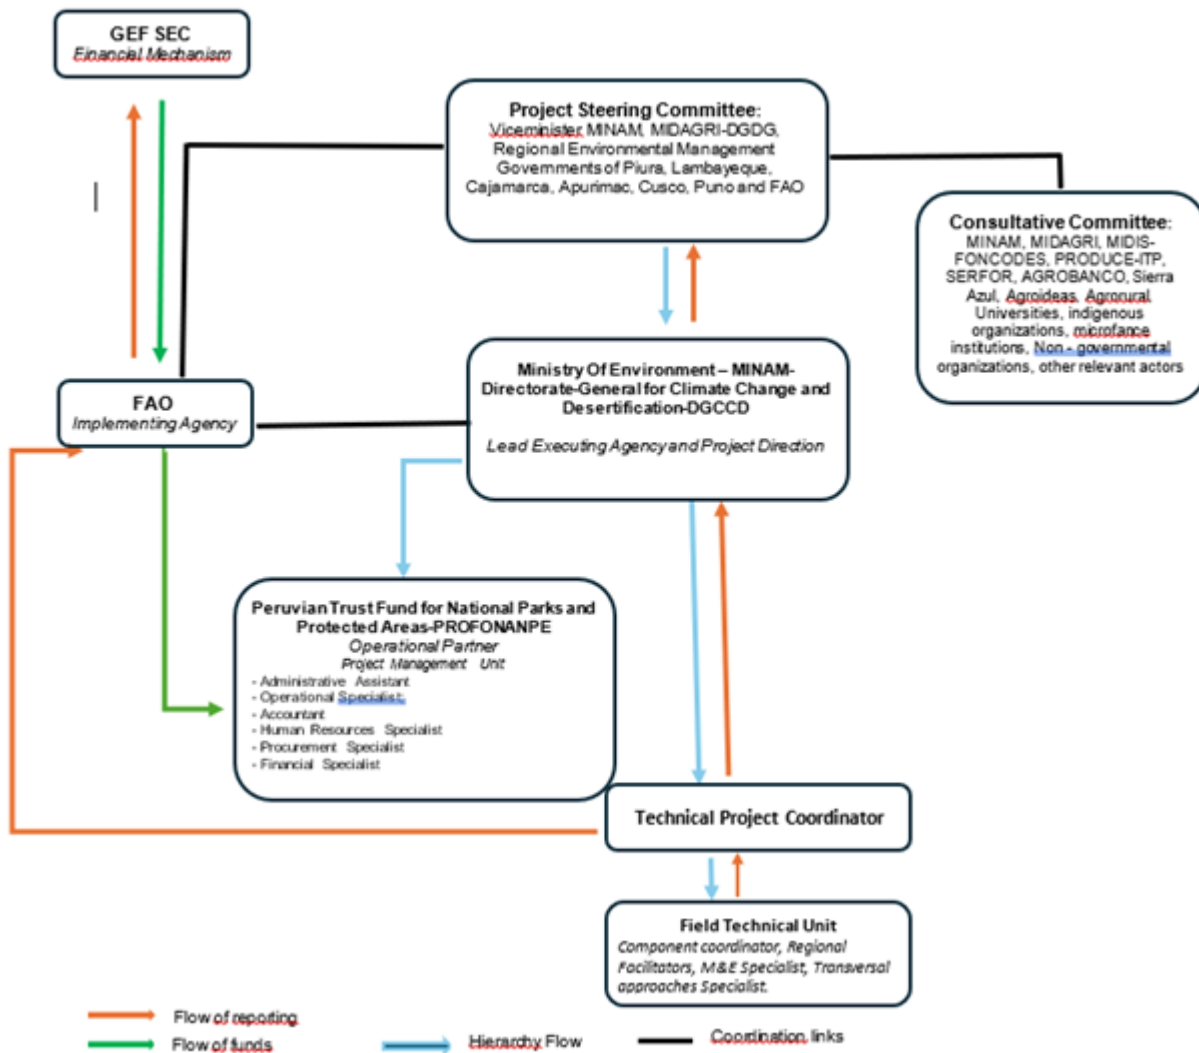 GEF SEC
Financial Mechanism
Project Steering Committee:
Viceminister MINAM, MIDAGRI-DGDG,
Regional Environmental Management
Governments of Piura, Lambayeque,
Cajamarca, Apurimac, Cusco, Puno and FAO
Consultative Committee:
MINAM, MIDAGRI, MIDIS-
FONCODES, PRODUCE-ITP,
SERFOR, AGROBANCO, Sierra
Azul, Agroideas, Agrorural
Universities, indigenous
organizations, microfance
institutions, Non - governmental
organizations, other relevant actors
FAO
Implementing Agency
Ministry Of Environment – MINAM-
Directorate-General for Climate Change and
Desertification-DGCCD
Lead Executing Agency and Project Direction
Peruvian Trust Fund for National Parks and
Protected Areas-PROFONANPE
Operational Partner
Project Management Unit
- Administrative Assistant
- Operational Specialist;
- Accountant
- Human Resources Specialist
- Procurement Specialist
- Financial Specialist
Technical Project Coordinator
Field Technical Unit
Component coordinator, Regional
Facilitators, M&E Specialist, Transversal
approaches Specialist.
Flow of reporting
Flow of funds
Hierarchy Flow
Coordination links